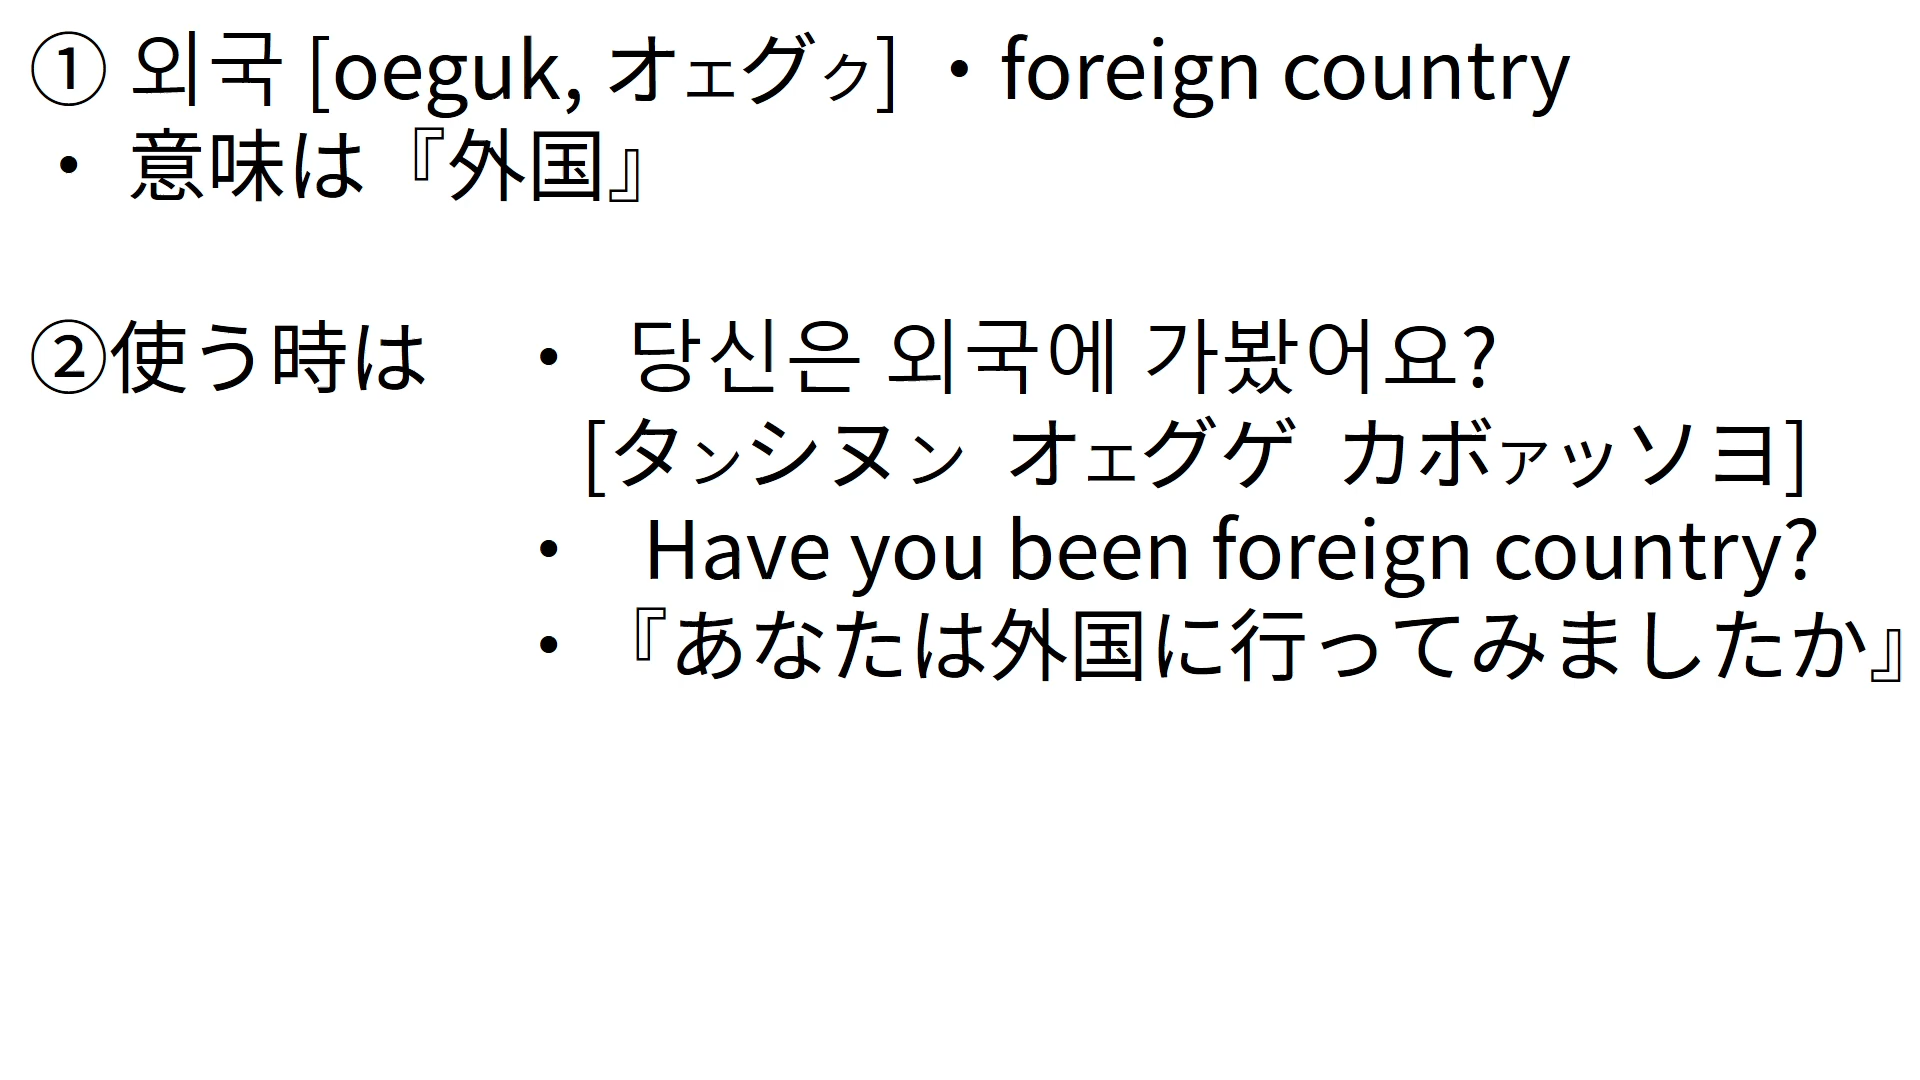 ① 외국 [oeguk, オェグク] ・foreign country
・ 意味は『外国』
②使う時は ・ 당신은 외국에 가봤어요?
[タンシヌン オェグゲ カボァッソヨ]
・ Have you been foreign country?
・『あなたは外国に行ってみましたか』